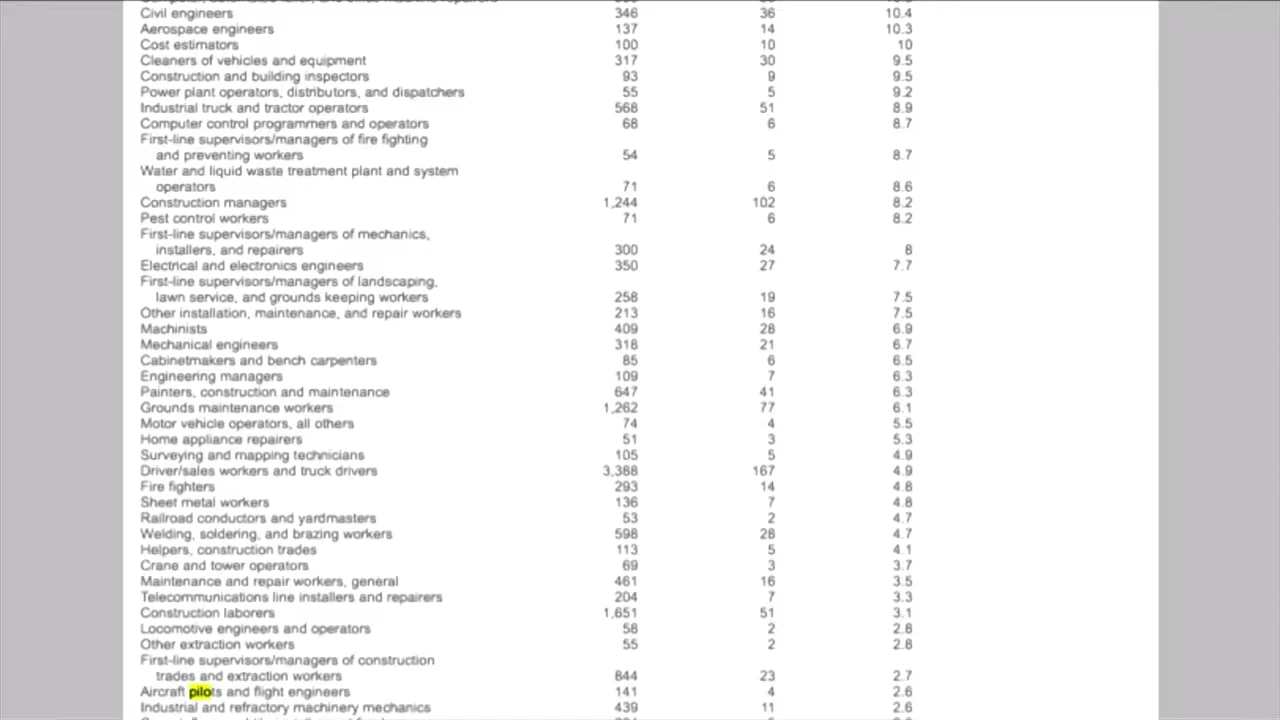 Civil engineers 346 36 10.4
Aerospace engineers 137 14 10.3
Cost estimators 100 10 10
Cleaners of vehicles and equipment 317 30 9.5
Construction and building inspectors 93 9 9.5
Power plant operators, distributors, and dispatchers 55 5 9.2
Industrial truck and tractor operators 568 51 8.9
Computer control programmers and operators 68 6 8.7
First-line supervisors/managers of fire fighting
and preventing workers 54 5 8.7
Water and liquid waste treatment plant and system
operators 71 6 8.6
Construction managers 1,244 102 8.2
Pest control workers 71 6 8.2
First-line supervisors/managers of mechanics,
installers, and repairers 300 24 8
Electrical and electronics engineers 350 27 7.7
First-line supervisors/managers of landscaping,
lawn service, and grounds keeping workers 258 19 7.5
Other installation, maintenance, and repair workers 213 16 7.5
Machinists 409 28 6.9
Mechanical engineers 318 21 6.7
Cabinetmakers and bench carpenters 85 6 6.5
Engineering managers 109 7 6.3
Painters, construction and maintenance 647 41 6.3
Grounds maintenance workers 1,262 77 6.1
Motor vehicle operators, all others 74 4 5.5
Home appliance repairers 51 3 5.3
Surveying and mapping technicians 105 5 4.9
Driver/sales workers and truck drivers 3,388 167 4.9
Fire fighters 293 14 4.8
Sheet metal workers 136 7 4.8
Railroad conductors and yardmasters 53 2 4.7
Welding, soldering, and brazing workers 598 28 4.7
Helpers, construction trades 113 5 4.1
Crane and tower operators 69 3 3.7
Maintenance and repair workers, general 461 16 3.5
Telecommunications line installers and repairers 204 7 3.3
Construction laborers 1,651 51 3.1
Locomotive engineers and operators 58 2 2.8
Other extraction workers 55 2 2.8
First-line supervisors/managers of construction
trades and extraction workers 844 23 2.7
Aircraft pilots and flight engineers 141 4 2.6
Industrial and refractory machinery mechanics 439 11 2.6